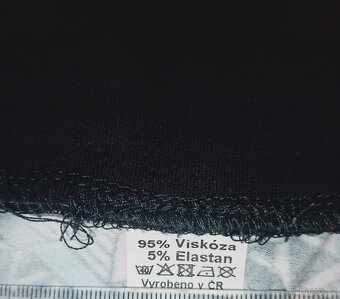 95% Viskóza
5% Elastan
Vyrobeno v ČR